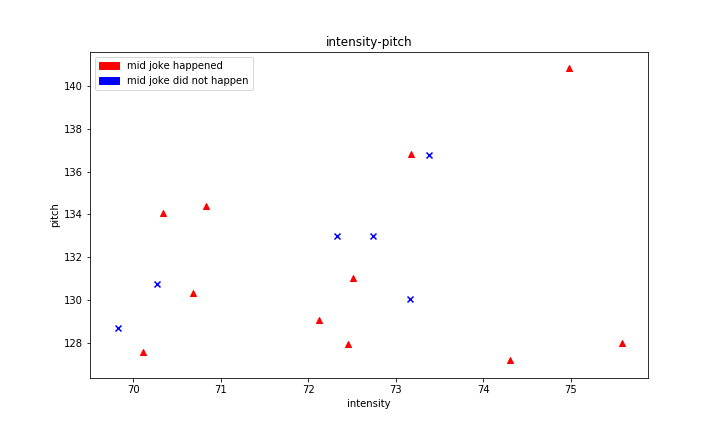 intensity-pitch
mid joke happened
mid joke did not happen
140
138
136
134
132
130
128
pitch
70 71 72 73 74 75
intensity